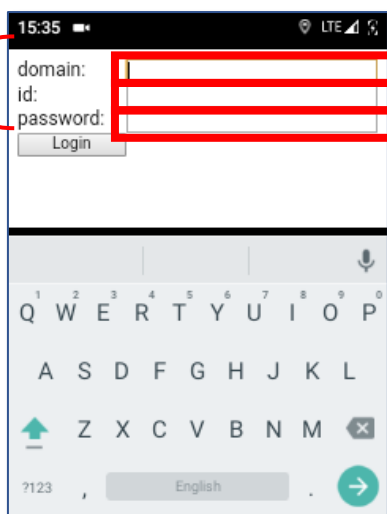 15:35 LTE
domain:
id:
password:
Login
1 2 3 4 5 6 7 8 9 0
Q W E R T Y U I O P
A S D F G H J K L
Z X C V B N M
?123 , English .